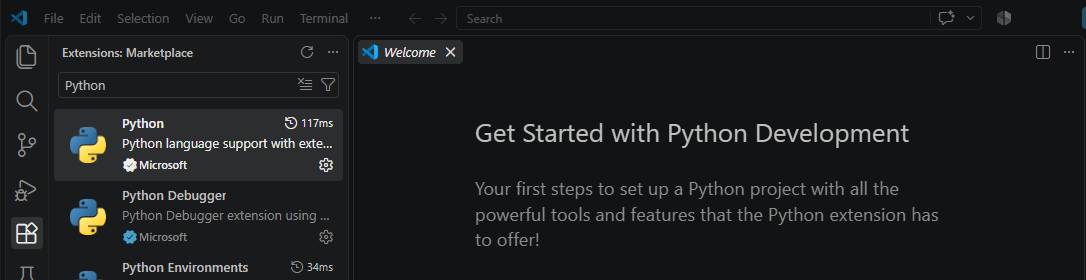 File Edit Selection View Go Run Terminal ··· Search
Extensions: Marketplace ···
Welcome ···
Python
Python 117ms
Python language support with exte...
Microsoft
Python Debugger
Python Debugger extension using ...
Microsoft
Python Environments 34ms
Get Started with Python Development
Your first steps to set up a Python project with all the
powerful tools and features that the Python extension has
to offer!